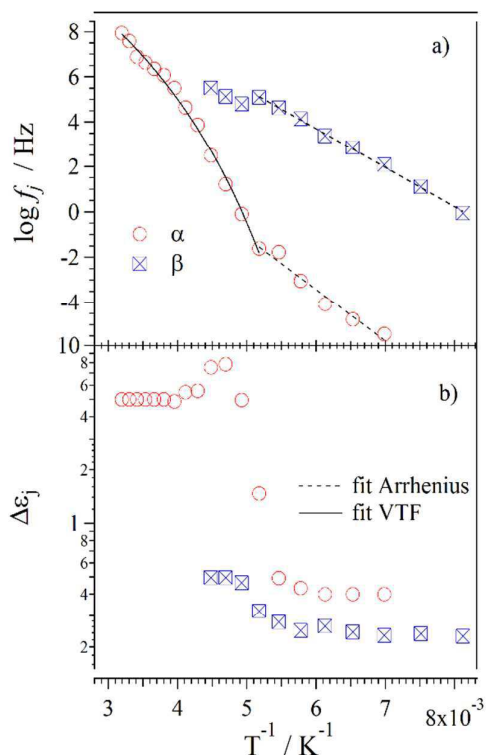 8
a)
6
4
log f_j / Hz
2
0
α
-2
β
-4
10
8
b)
6
4
2
Δε_j
fit Arrhenius
1
fit VTF
8
6
4
2
3 4 5 6 7 8x10⁻³
T⁻¹ / K⁻¹